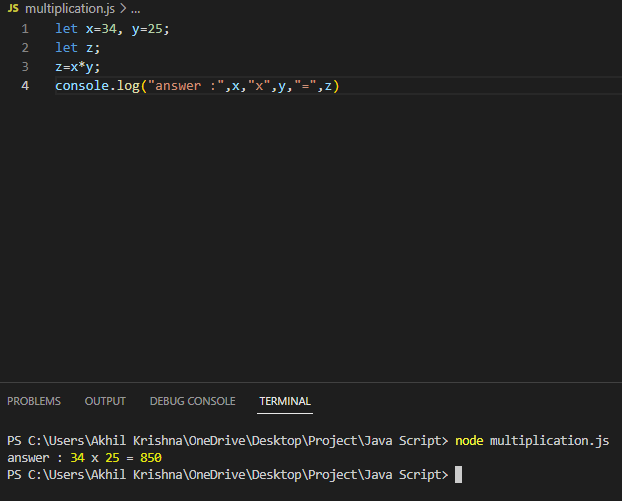 JS multiplication.js > ...
1 let x=34, y=25;
2 let z;
3 z=x*y;
4 console.log("answer :",x,"x",y,"=",z)
PROBLEMS OUTPUT DEBUG CONSOLE TERMINAL
PS C:\Users\Akhil Krishna\OneDrive\Desktop\Project\Java Script> node multiplication.js
answer : 34 x 25 = 850
PS C:\Users\Akhil Krishna\OneDrive\Desktop\Project\Java Script>